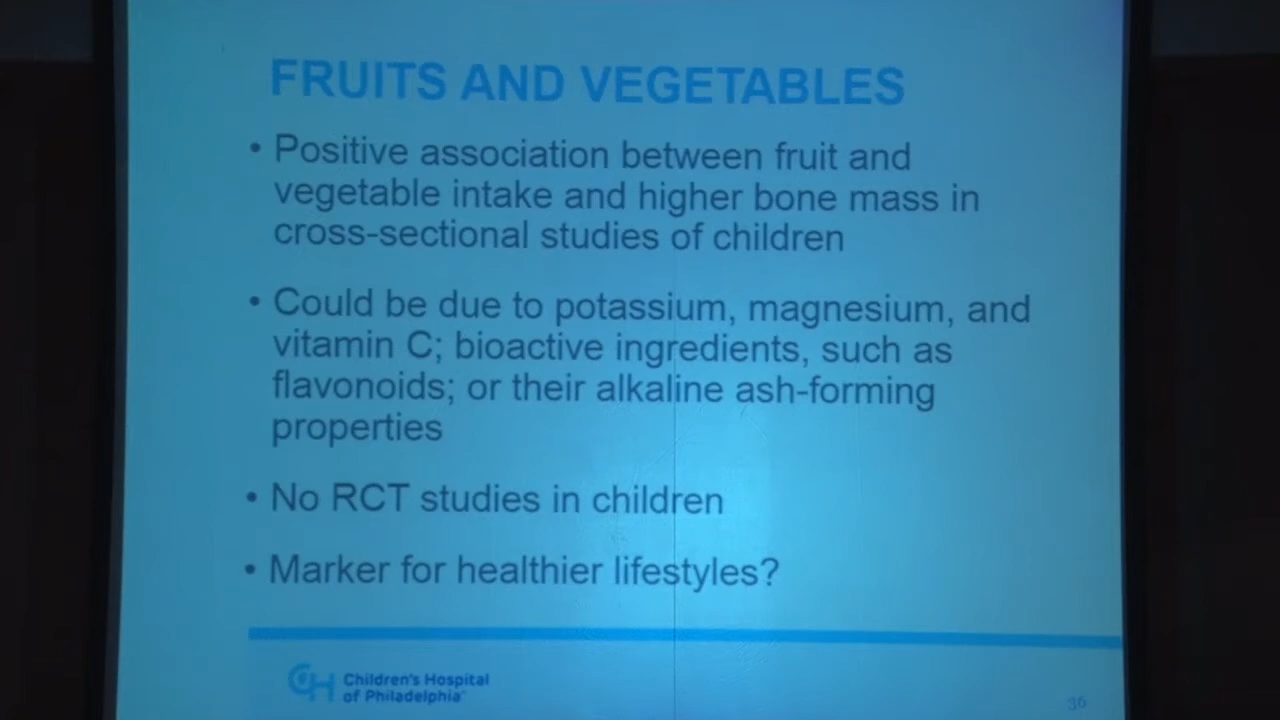 FRUITS AND VEGETABLES
• Positive association between fruit and
vegetable intake and higher bone mass in
cross-sectional studies of children
• Could be due to potassium, magnesium, and
vitamin C; bioactive ingredients, such as
flavonoids; or their alkaline ash-forming
properties
• No RCT studies in children
• Marker for healthier lifestyles?
CH Children's Hospital
of Philadelphia
36